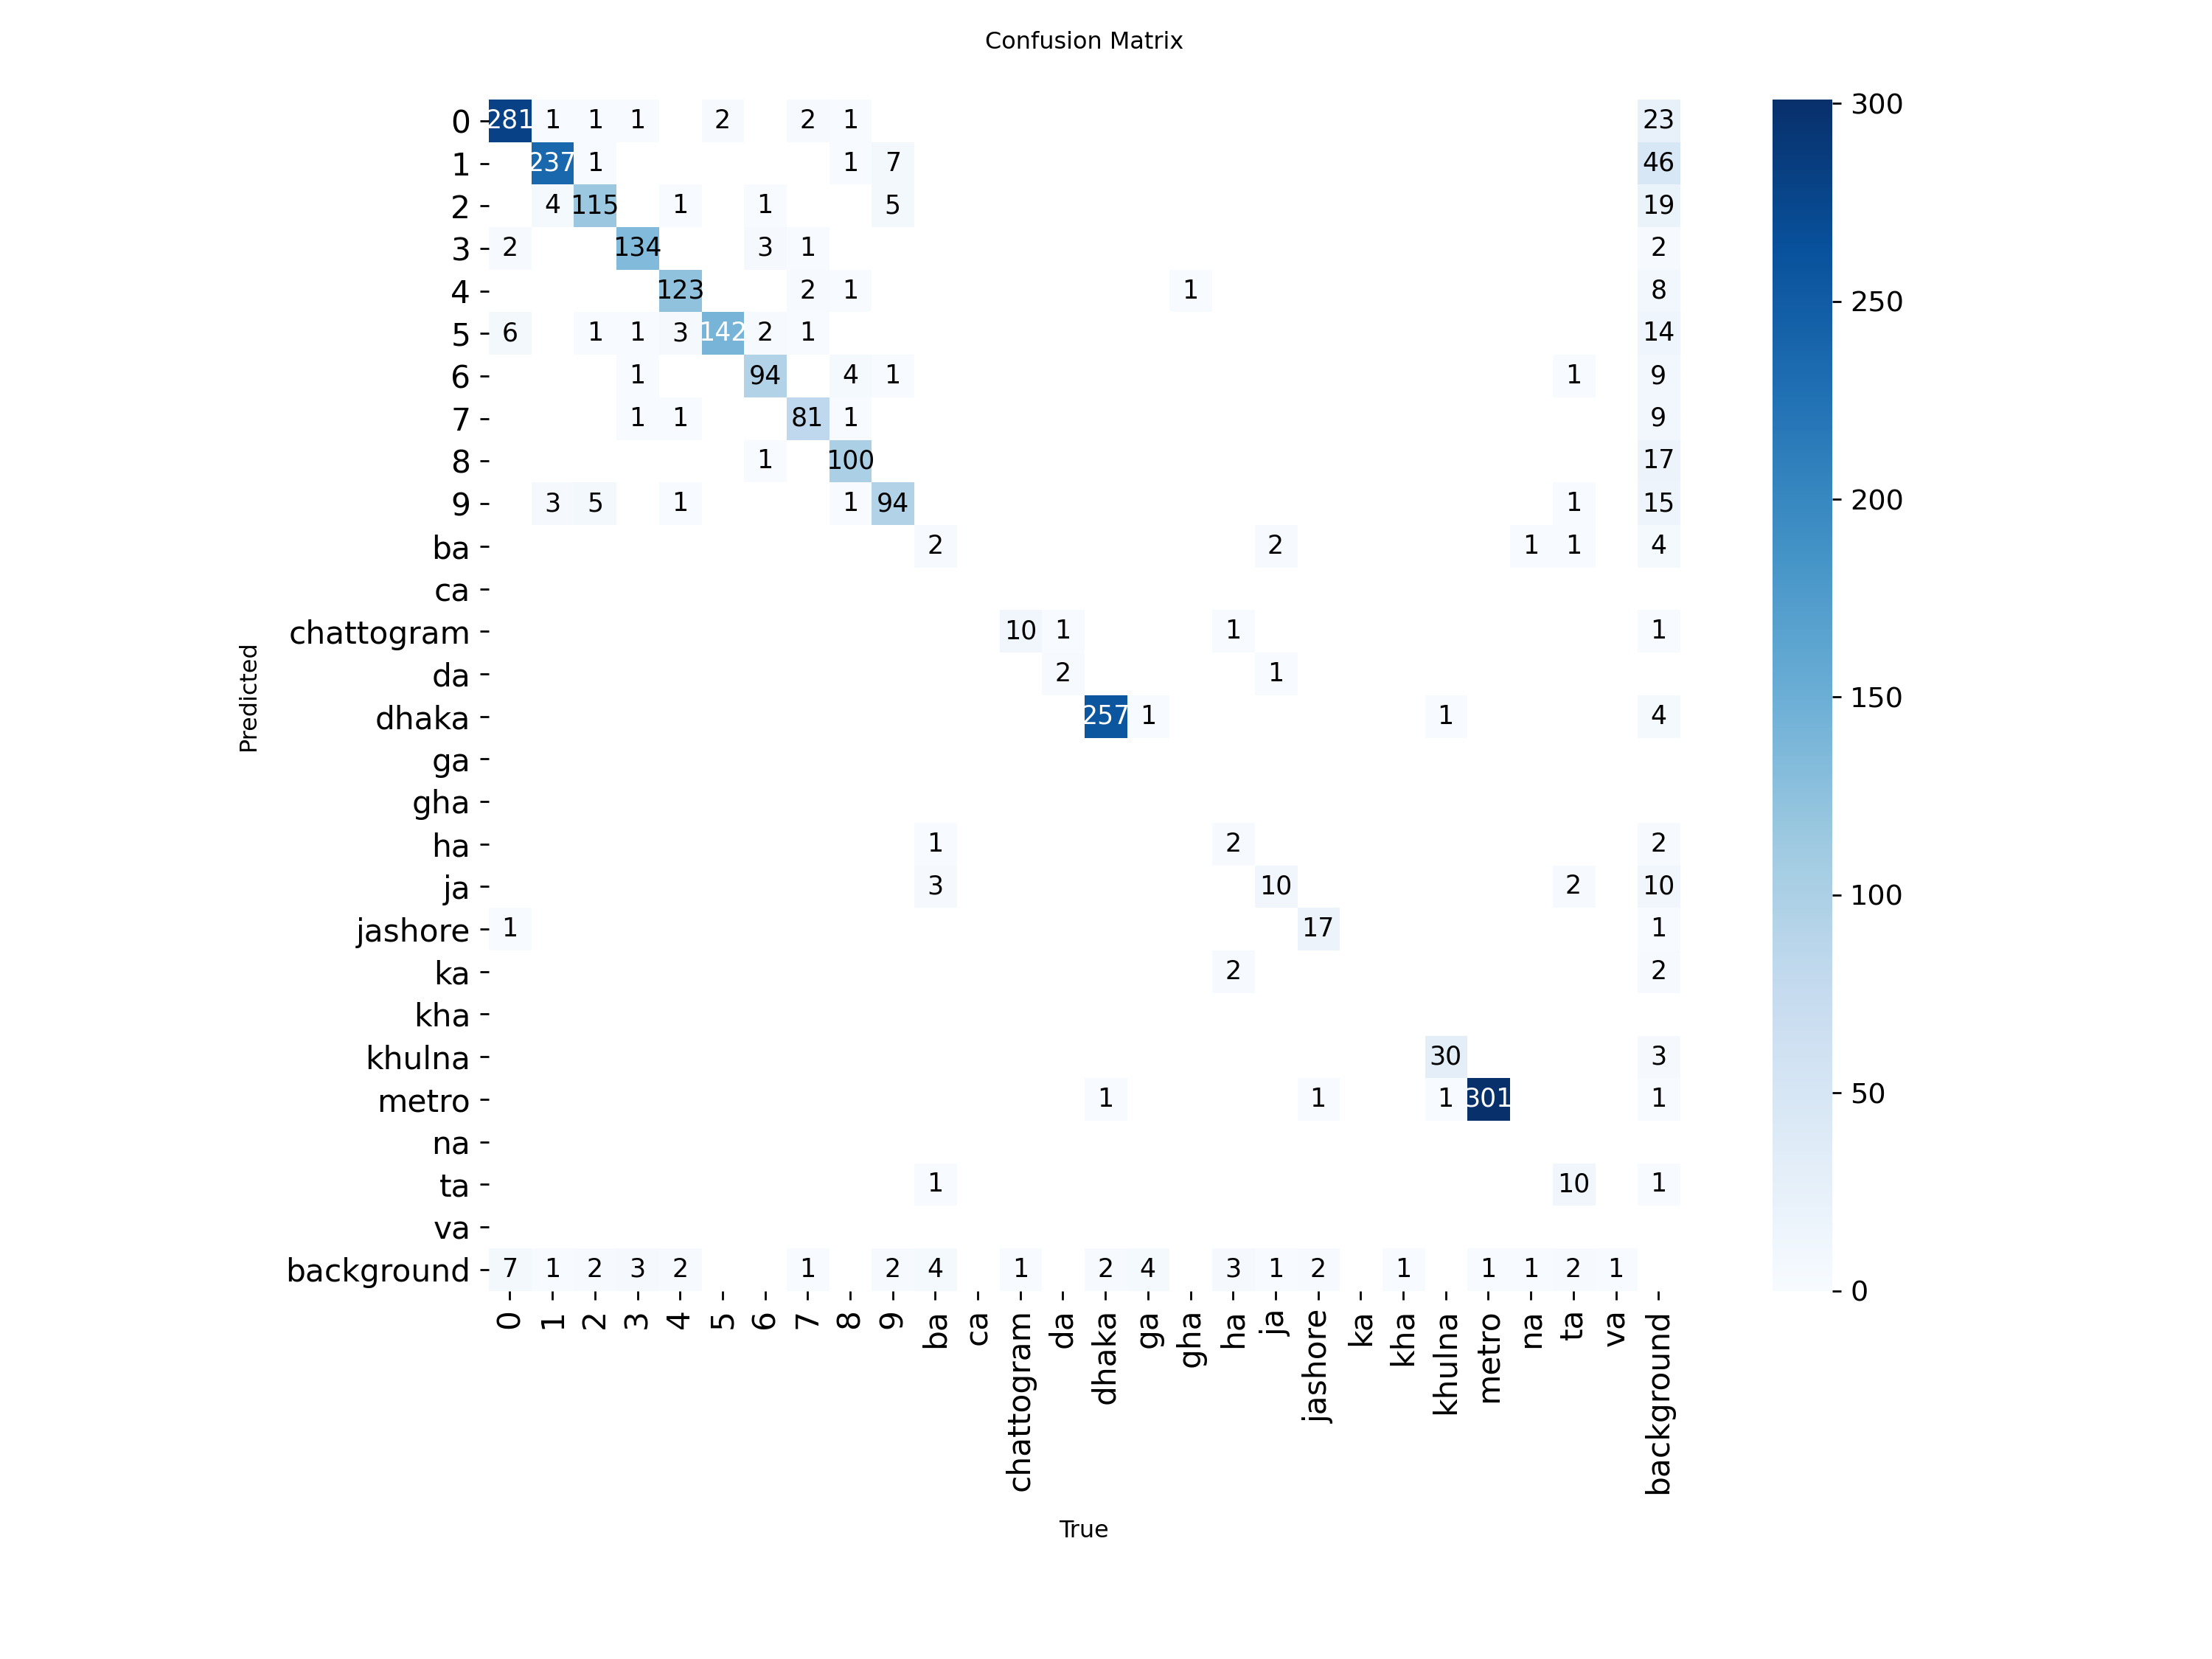 Confusion Matrix
0 281 1 1 1 2 2 1 23 300
1 237 1 1 7 46
2 4 115 1 1 5 19
3 2 134 3 1 2
4 123 2 1 1 8 250
5 6 1 1 3 142 2 1 14
6 1 94 4 1 1 9
7 1 1 81 1 9
8 1 100 17
9 3 5 1 1 94 1 15 200
ba 2 2 1 1 4
ca
chattogram 10 1 1 1
da 2 1
Predicted
dhaka 257 1 1 4 150
ga
gha
ha 1 2 2
ja 3 10 2 10 100
jashore 1 17 1
ka 2 2
kha
khulna 30 3
metro 1 1 1 301 1 50
na
ta 1 10 1
va
background 7 1 2 3 2 1 2 4 1 2 4 3 1 2 1 1 1 2 1 0
0 1 2 3 4 5 6 7 8 9 ba ca chattogram da dhaka ga gha ha ja jashore ka kha khulna metro na ta va background
True